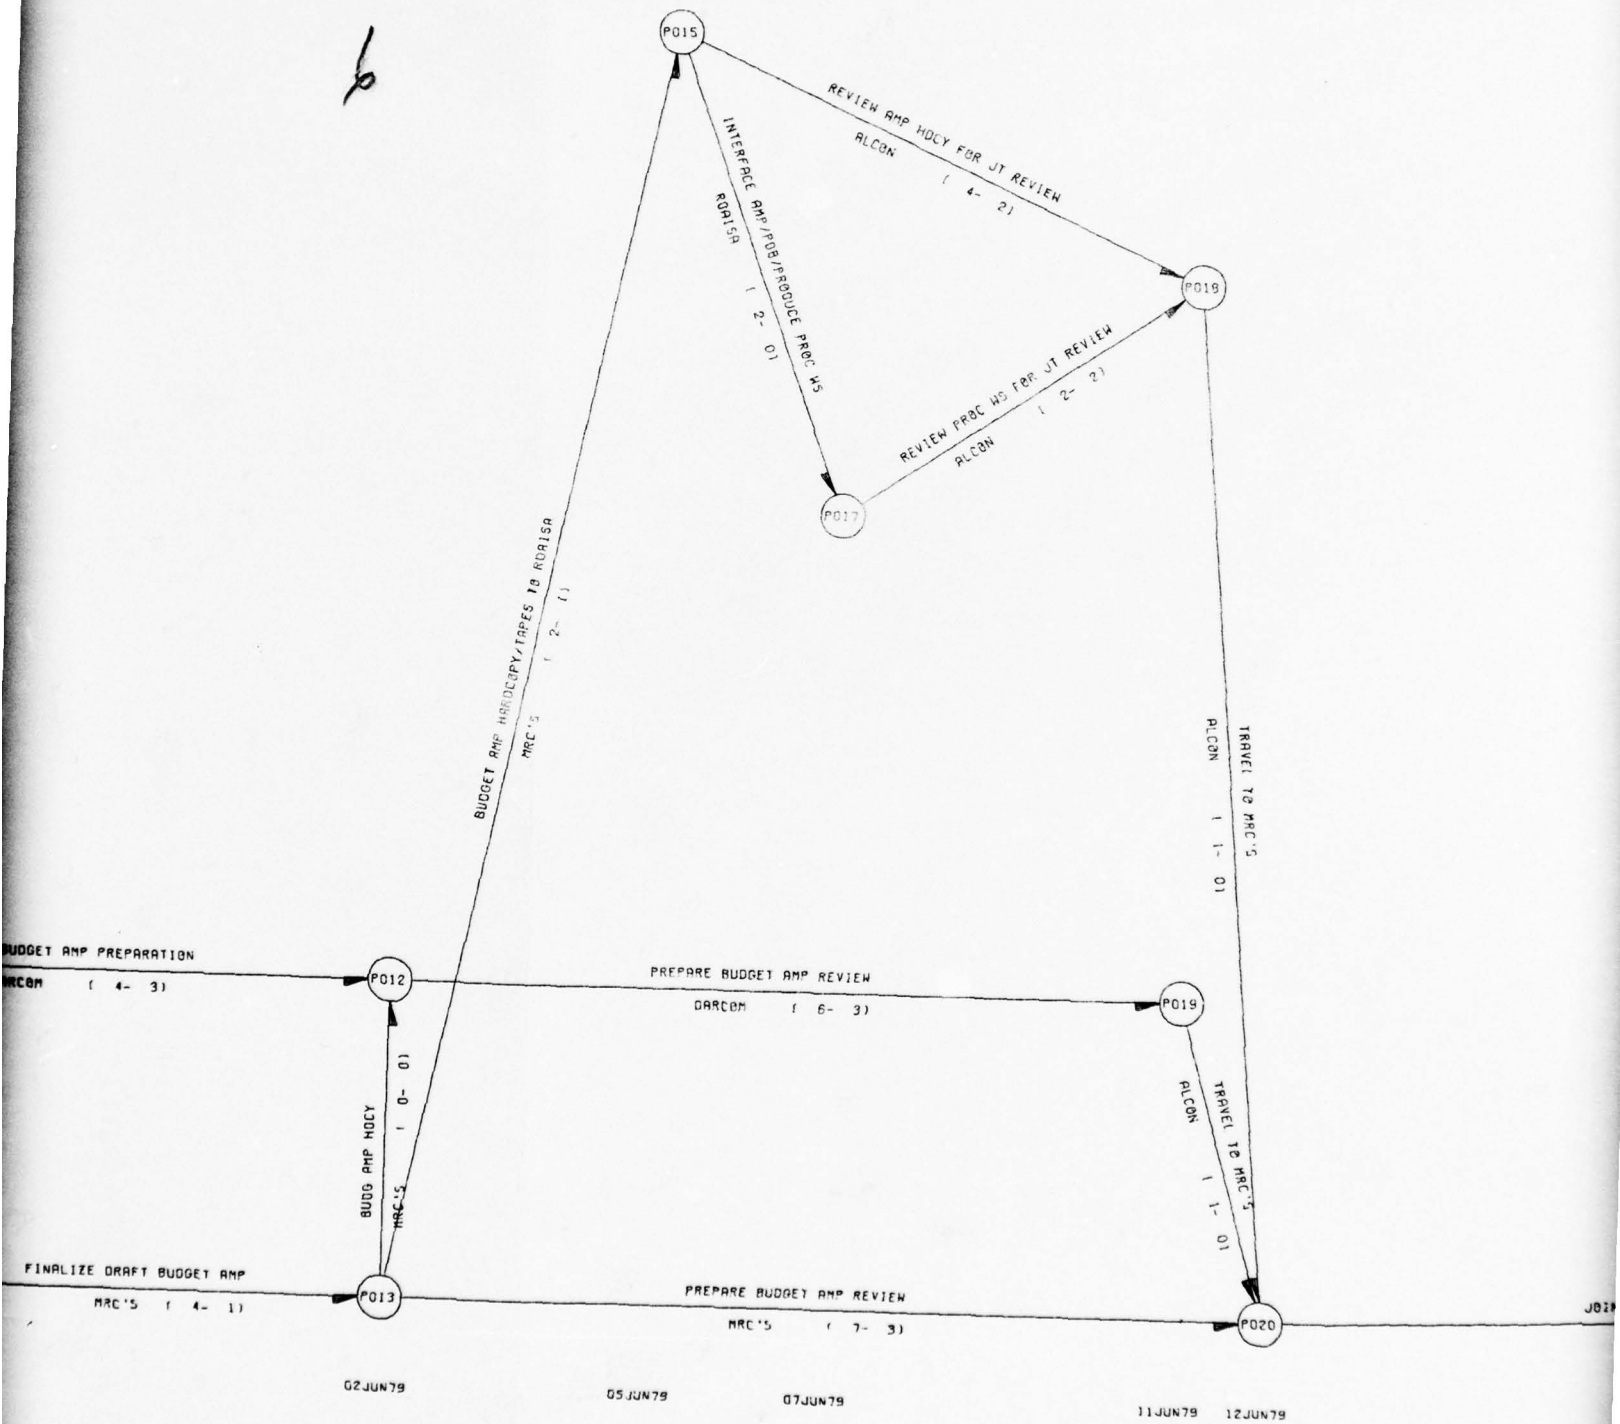 6
P015
REVIEW AMP HDCY FOR JT REVIEW
ALCON
( 4- 2)
INTERFACE AMP/POB/PRODUCE PROC WS
RDAISA
( 2- 0)
P018
REVIEW PROC WS FOR JT REVIEW
ALCON
( 2- 2)
P017
BUDGET AMP HARDCOPY/TAPES TO RDAISA
MRC'S
TRAVEL TO MRC'S
ALCON
( 1- 0)
BUDGET AMP PREPARATION
( 4- 3)
P012
PREPARE BUDGET AMP REVIEW
DARCOM ( 6- 3)
P019
BUDG AMP HDCY
MRC'S ( 0- 0)
TRAVEL TO MRC'S
ALCON
( 1- 0)
FINALIZE DRAFT BUDGET AMP
MRC'S ( 4- 1)
P013
PREPARE BUDGET AMP REVIEW
MRC'S ( 7- 3)
P020
02JUN79 05JUN79 07JUN79 11JUN79 12JUN79